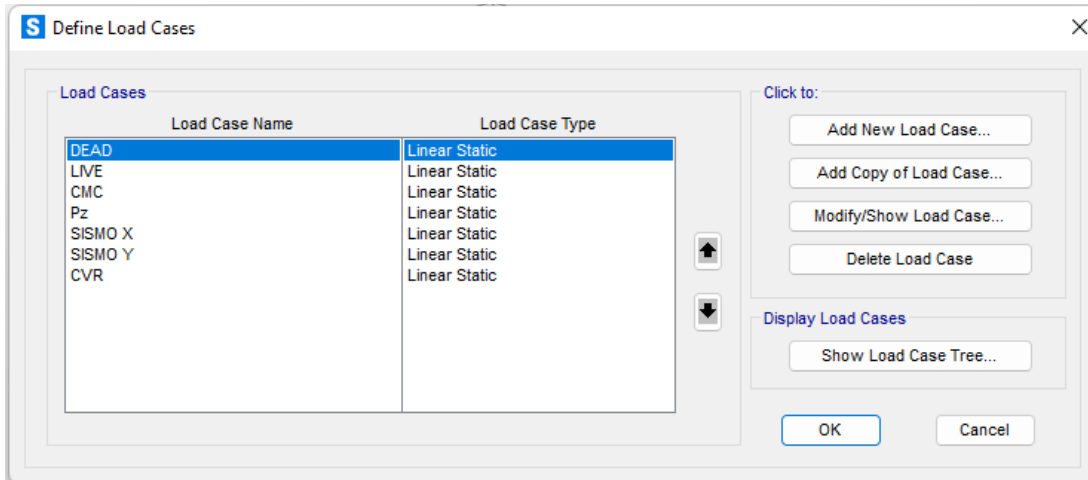 S Define Load Cases
Load Cases
Load Case Name Load Case Type
DEAD Linear Static
LIVE Linear Static
CMC Linear Static
Pz Linear Static
SISMO X Linear Static
SISMO Y Linear Static
CVR Linear Static
Click to:
Add New Load Case...
Add Copy of Load Case...
Modify/Show Load Case...
Delete Load Case
Display Load Cases
Show Load Case Tree...
OK Cancel